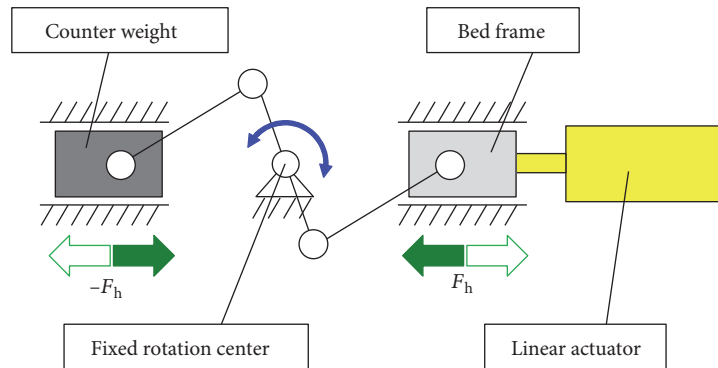 Counter weight
Bed frame
–Fh
Fh
Fixed rotation center
Linear actuator